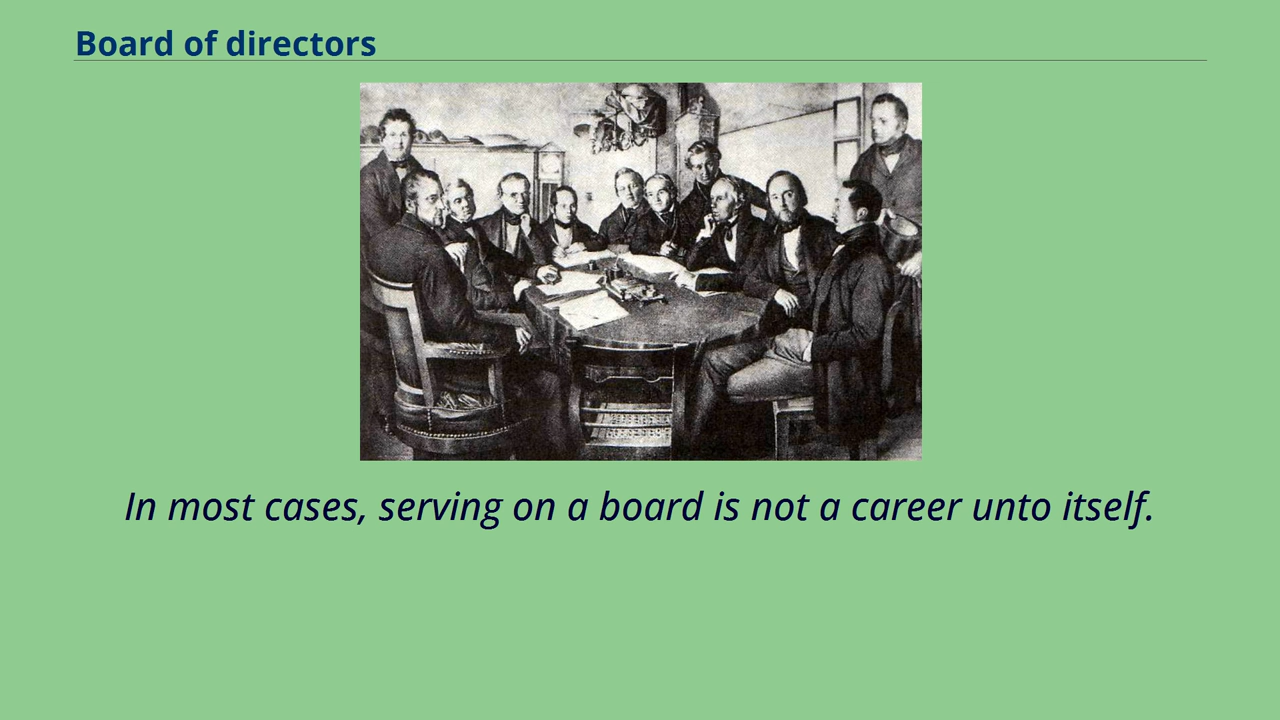 Board of directors
In most cases, serving on a board is not a career unto itself.